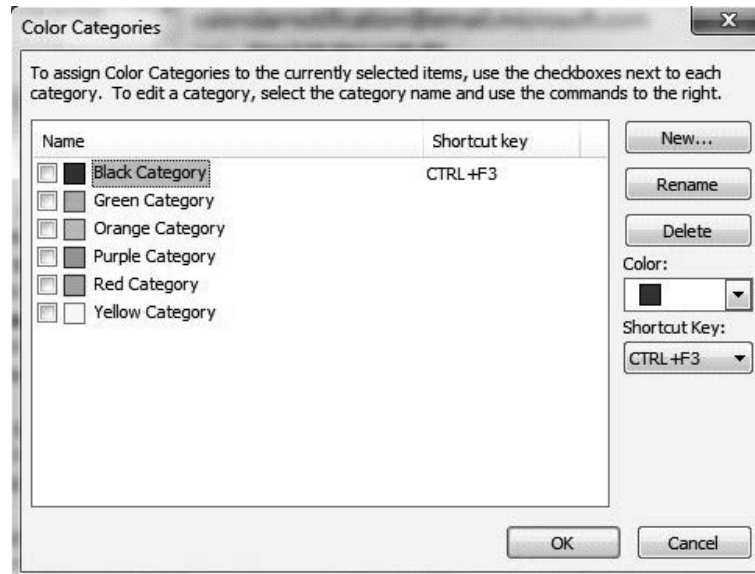 Color Categories
X
To assign Color Categories to the currently selected items, use the checkboxes next to each
category. To edit a category, select the category name and use the commands to the right.
Name Shortcut key
Black Category CTRL+F3
Green Category
Orange Category
Purple Category
Red Category
Yellow Category
New...
Rename
Delete
Color:
Shortcut Key:
CTRL+F3
OK Cancel